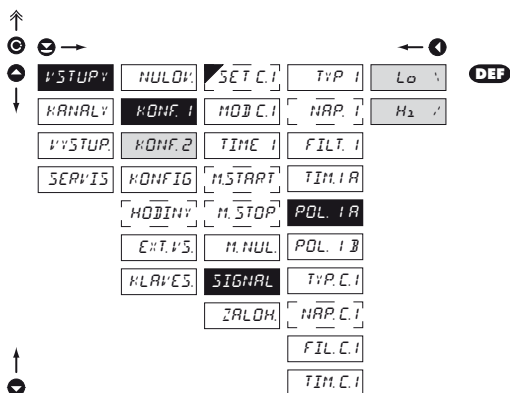 VSTUPY NULOV. SET C.1 TYP 1 Lo DEF
KANALY KONF. 1 MOD C.1 NAP. 1 Hi
VYSTUP. KONF. 2 TIME 1 FILT. 1
SERVIS KONFIG M.START TIM. 1 A
HODINY M. STOP POL. 1 A
EXT. VS. M. NUL. POL. 1 B
KLAVES. SIGNAL TYP. C.1
ZALOH. NAP. C.1
FIL. C.1
TIM. C.1